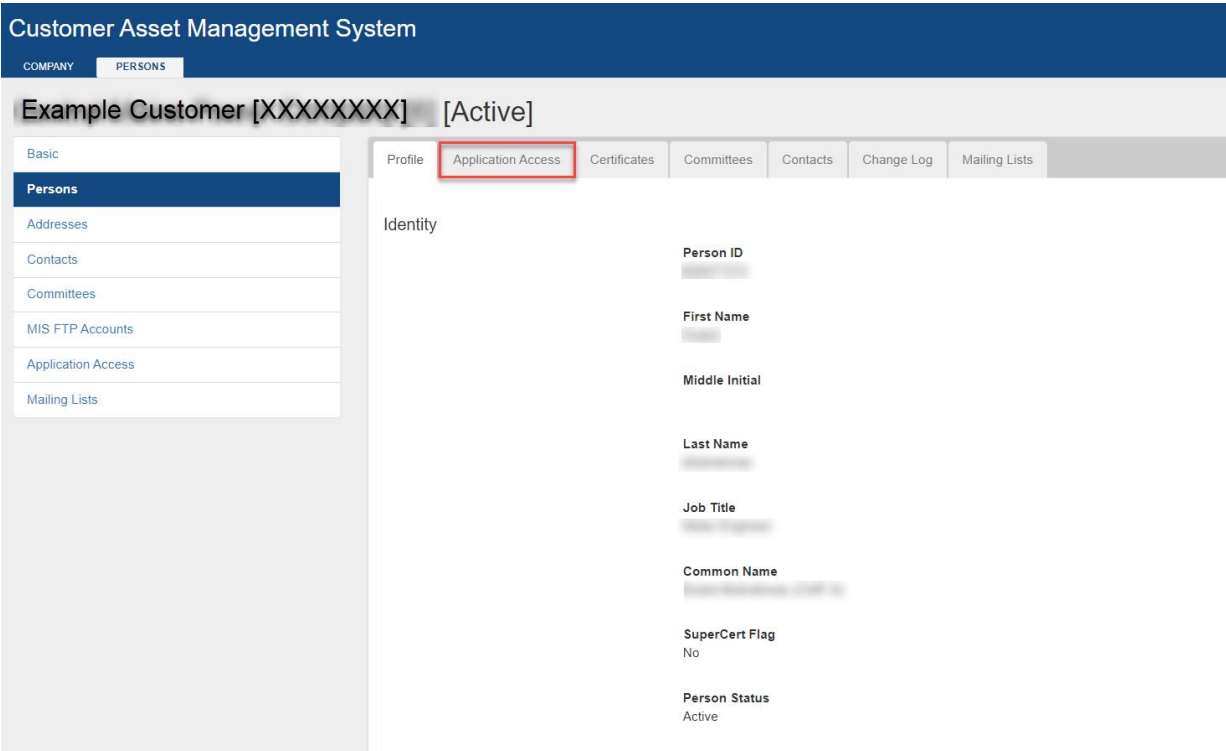 Customer Asset Management System
COMPANY PERSONS
Example Customer [XXXXXXXX] [Active]
Basic
Persons
Addresses
Contacts
Committees
MIS FTP Accounts
Application Access
Mailing Lists
Profile Application Access Certificates Committees Contacts Change Log Mailing Lists
Identity
Person ID
First Name
Middle Initial
Last Name
Job Title
Common Name
SuperCert Flag
No
Person Status
Active